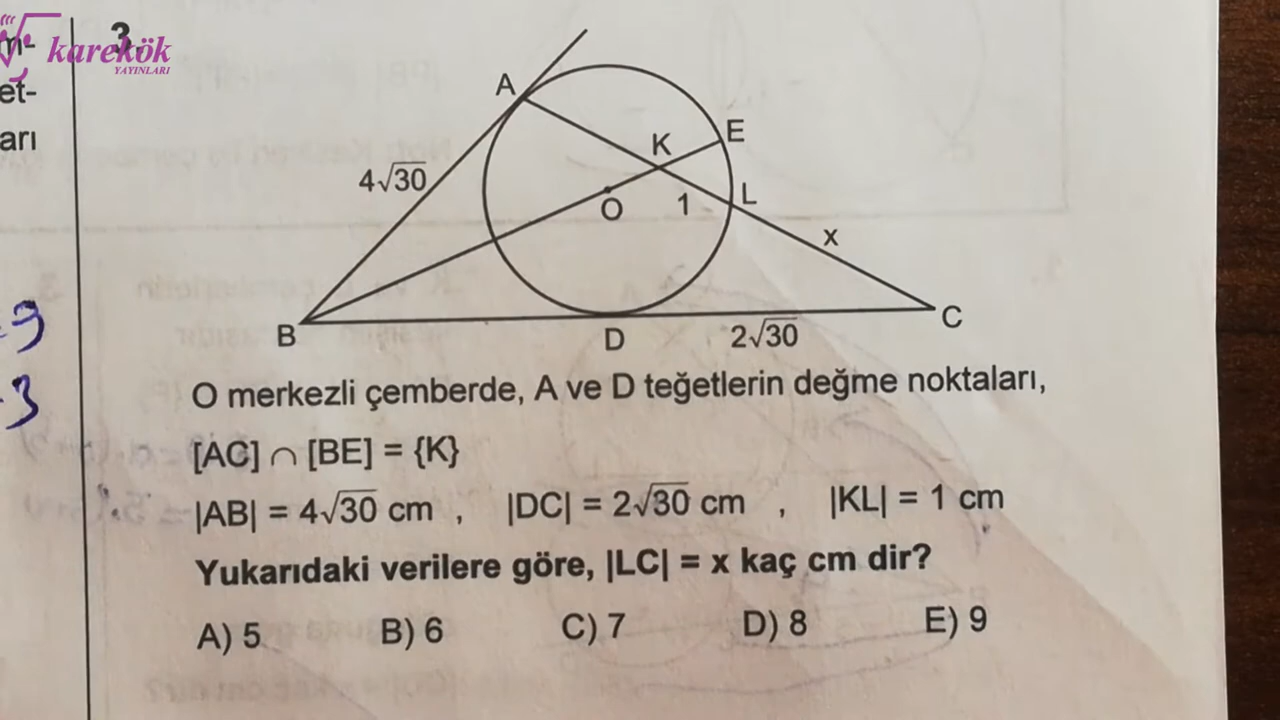 karekök
YAYINLARI
et-
arı
3.
A
E
K
4√30
O
1
L
x
B
D
2√30
C
O merkezli çemberde, A ve D teğetlerin değme noktaları,
[AC] ∩ [BE] = {K}
|AB| = 4√30 cm , |DC| = 2√30 cm , |KL| = 1 cm
Yukarıdaki verilere göre, |LC| = x kaç cm dir?
A) 5 B) 6 C) 7 D) 8 E) 9